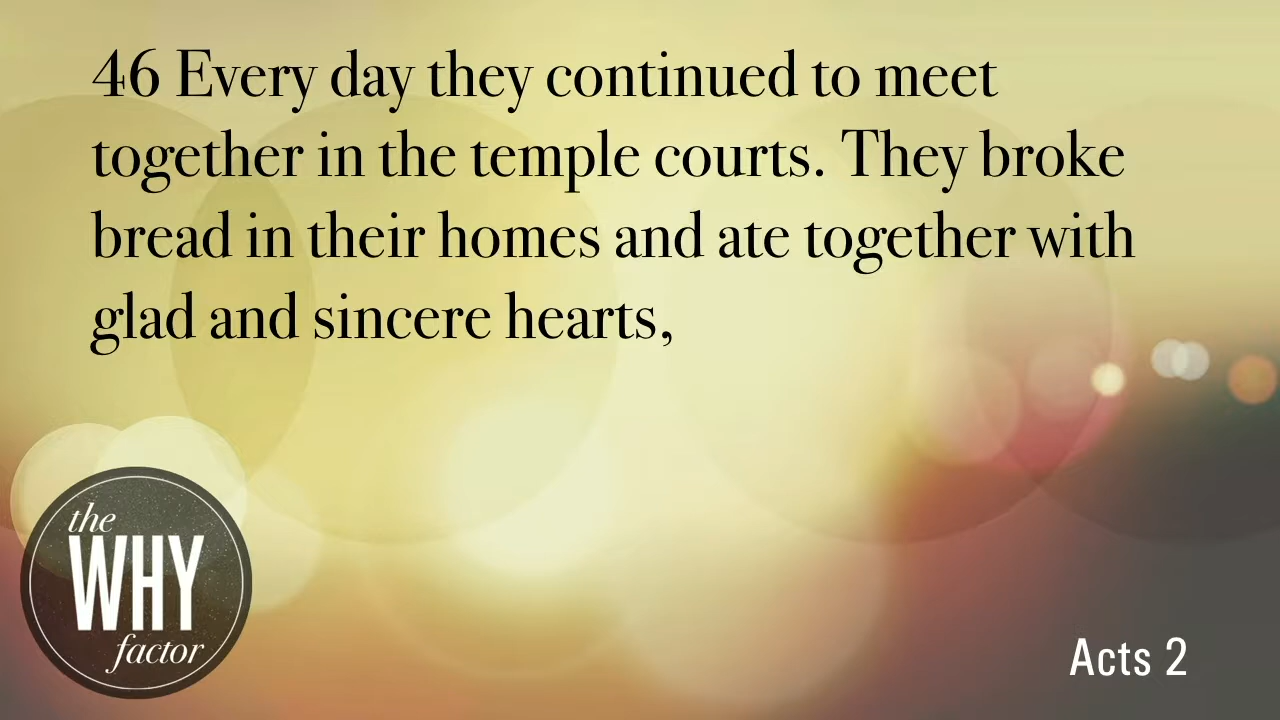 46 Every day they continued to meet
together in the temple courts. They broke
bread in their homes and ate together with
glad and sincere hearts,
the
WHY
factor
Acts 2